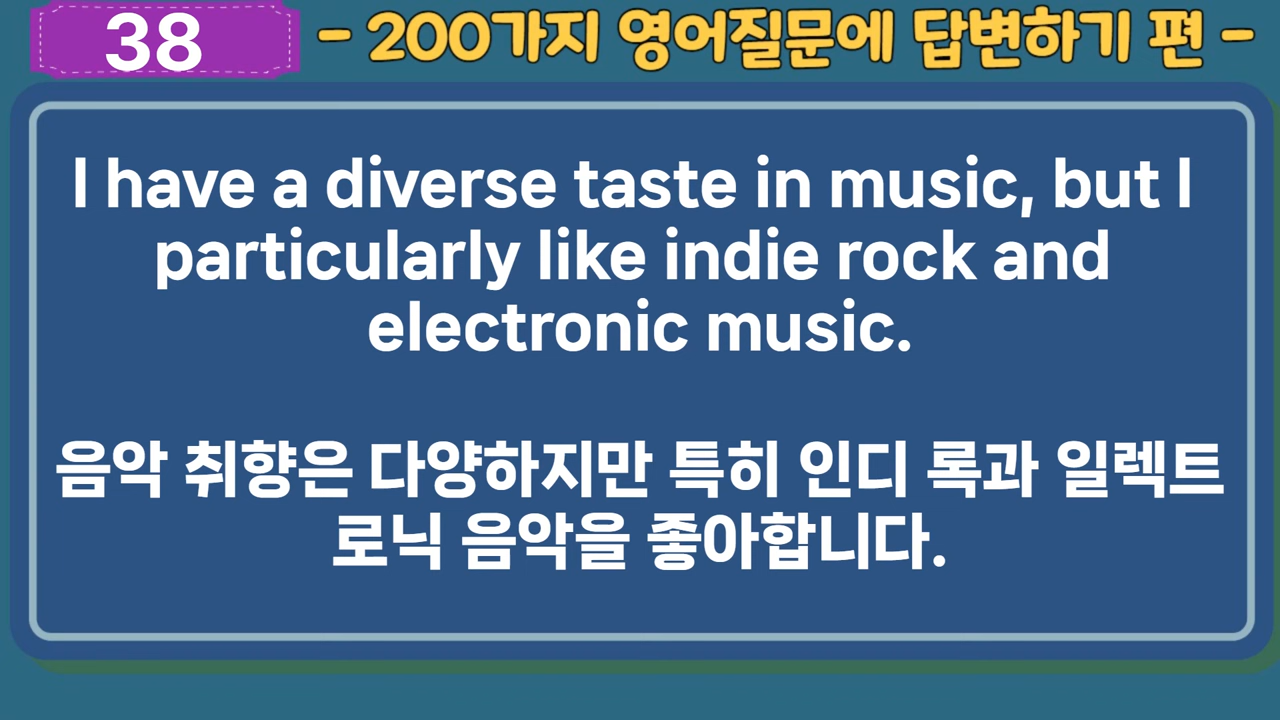 38
- 200가지 영어질문에 답변하기 편 -
I have a diverse taste in music, but I
particularly like indie rock and
electronic music.
음악 취향은 다양하지만 특히 인디 록과 일렉트
로닉 음악을 좋아합니다.